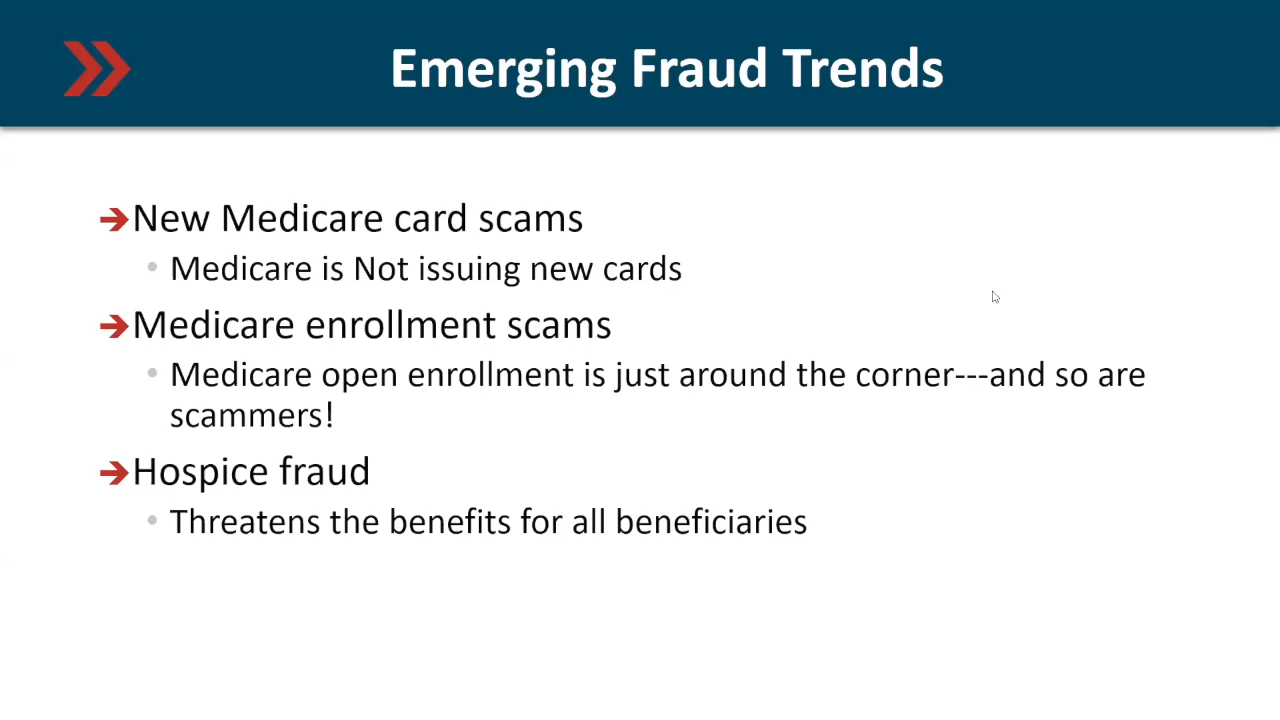 Emerging Fraud Trends
New Medicare card scams
Medicare is Not issuing new cards
Medicare enrollment scams
Medicare open enrollment is just around the corner---and so are
scammers!
Hospice fraud
Threatens the benefits for all beneficiaries